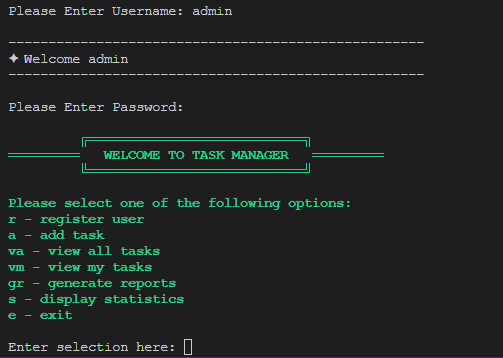 Please Enter Username: admin
----------------------------------------------------
✦ Welcome admin
----------------------------------------------------
Please Enter Password:
WELCOME TO TASK MANAGER
Please select one of the following options:
r - register user
a - add task
va - view all tasks
vm - view my tasks
gr - generate reports
s - display statistics
e - exit
Enter selection here: